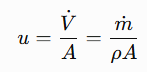 u = V̇/A = ṁ/ρA